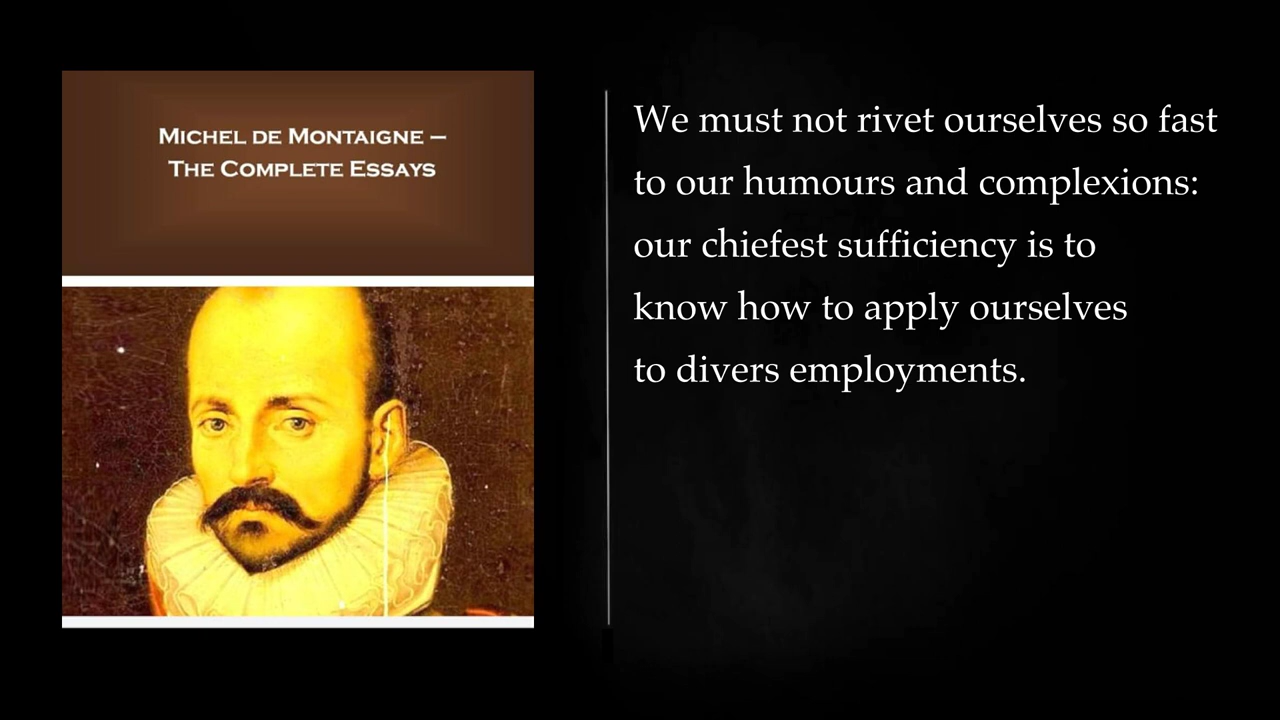 MICHEL DE MONTAIGNE –
THE COMPLETE ESSAYS
We must not rivet ourselves so fast
to our humours and complexions:
our chiefest sufficiency is to
know how to apply ourselves
to divers employments.